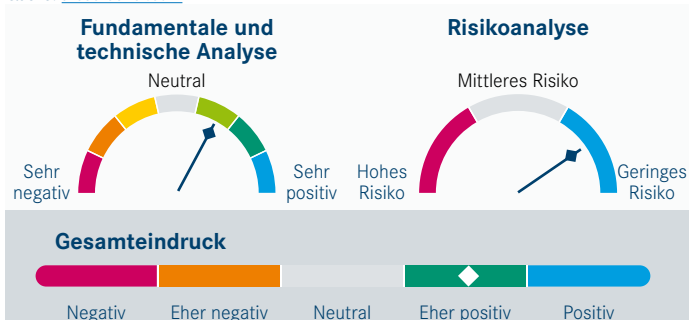 Fundamentale und
technische Analyse
Neutral
Sehr
negativ
Sehr
positiv
Risikoanalyse
Mittleres Risiko
Hohes
Risiko
Geringes
Risiko
Gesamteindruck
Negativ
Eher negativ
Neutral
Eher positiv
Positiv